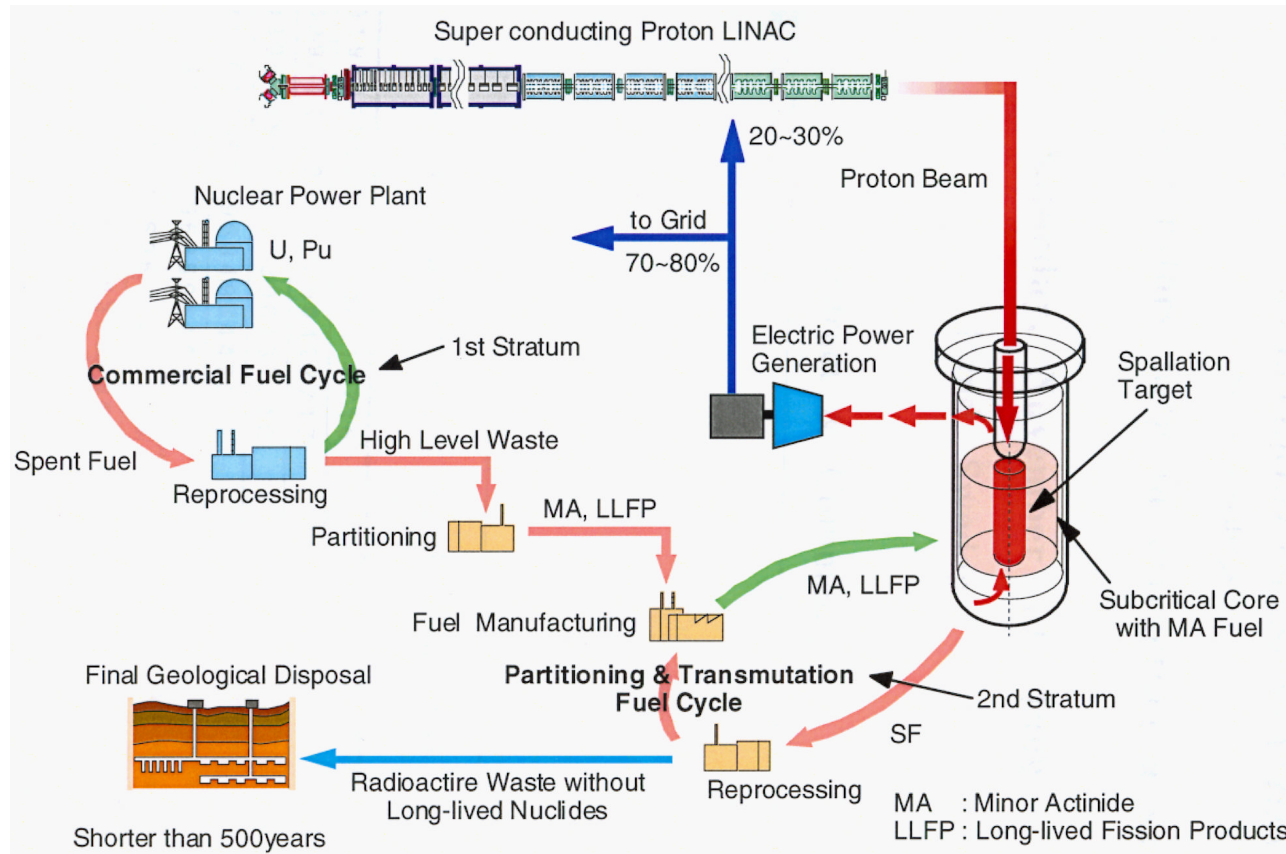 Super conducting Proton LINAC
20~30%
Proton Beam
Nuclear Power Plant
U, Pu
to Grid
70~80%
1st Stratum
Electric Power
Generation
Spallation
Target
Commercial Fuel Cycle
High Level Waste
Spent Fuel
Reprocessing
MA, LLFP
Partitioning
MA, LLFP
Fuel Manufacturing
Subcritical Core
with MA Fuel
Partitioning & Transmutation
Fuel Cycle
2nd Stratum
Final Geological Disposal
SF
Radioactire Waste without
Long-lived Nuclides
Reprocessing
Shorter than 500years
MA : Minor Actinide
LLFP : Long-lived Fission Products